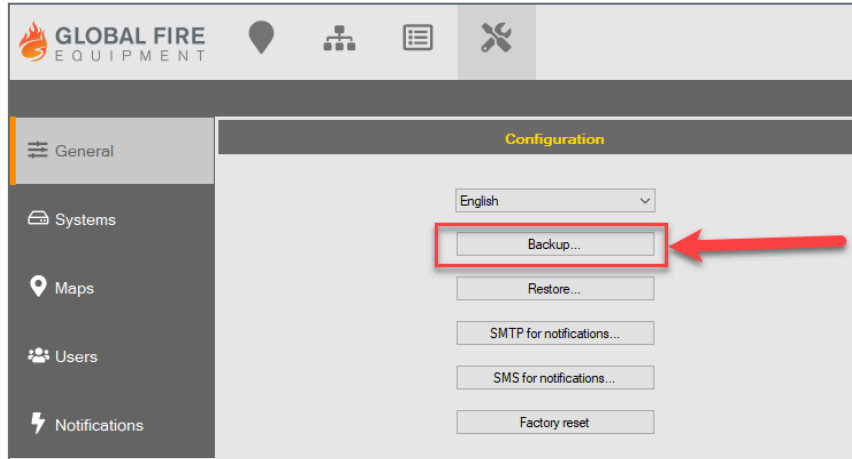 GLOBAL FIRE
EQUIPMENT
Configuration
General
Systems
Maps
Users
Notifications
English
Backup...
Restore...
SMTP for notifications...
SMS for notifications...
Factory reset